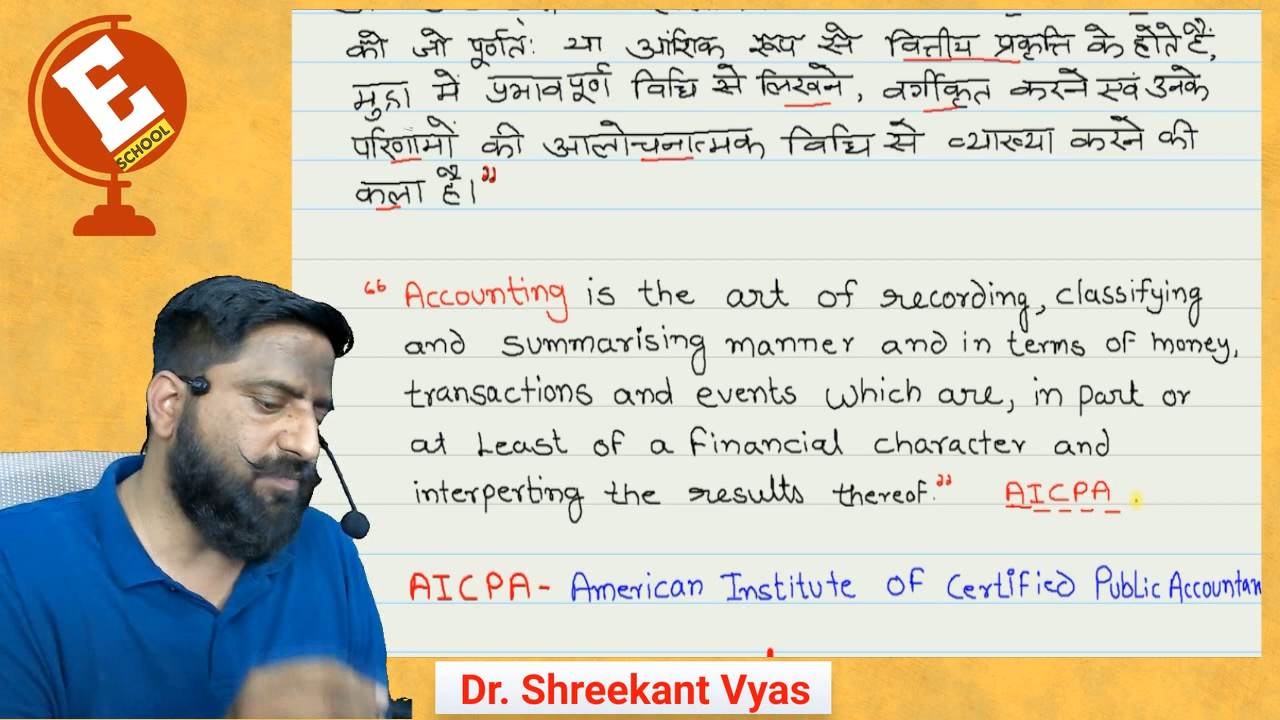 E
SCHOOL
को जो पूर्णतः या आंशिक रूप से वित्तीय प्रकृत्ति के होते हैं,
मुद्रा में प्रभावपूर्ण विधि से लिखने, वर्गीकृत करने एवं उनके
परिणामों की आलोचनात्मक विधि से व्याख्या करने की
कला है।”
“ Accounting is the art of recording, classifying
and summarising manner and in terms of money,
transactions and events which are, in part or
at Least of a financial character and
interperting the results thereof.” AICPA
AICPA- American Institute of Certified Public Accountan
Dr. Shreekant Vyas